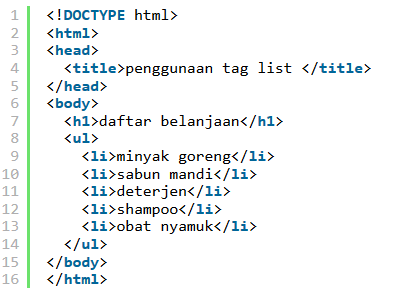 1 <!DOCTYPE html>
2 <html>
3 <head>
4   <title>penggunaan tag list </title>
5 </head>
6 <body>
7   <h1>daftar belanjaan</h1>
8   <ul>
9     <li>minyak goreng</li>
10     <li>sabun mandi</li>
11     <li>deterjen</li>
12     <li>shampoo</li>
13     <li>obat nyamuk</li>
14   </ul>
15 </body>
16 </html>